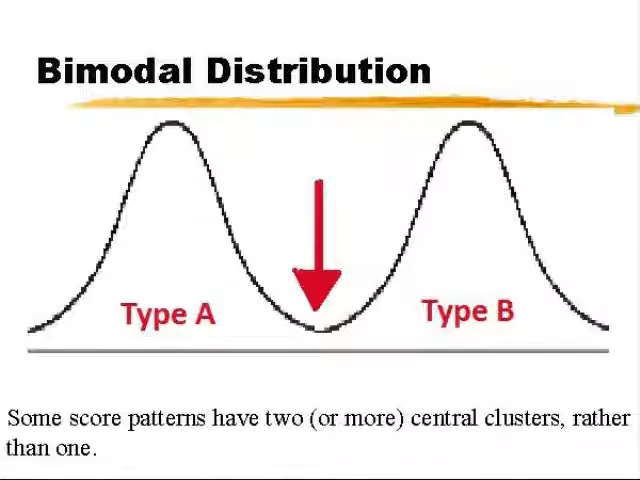 Bimodal Distribution
Type A
Type B
Some score patterns have two (or more) central clusters, rather
than one.